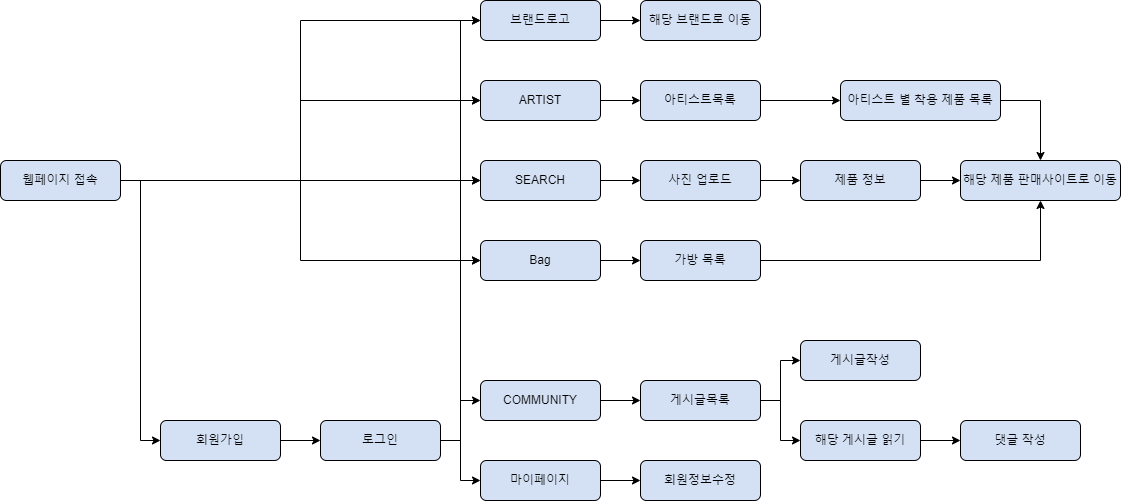 브랜드로고
해당 브랜드로 이동
ARTIST
아티스트목록
아티스트 별 착용 제품 목록
웹페이지 접속
SEARCH
사진 업로드
제품 정보
해당 제품 판매사이트로 이동
Bag
가방 목록
게시글작성
COMMUNITY
게시글목록
회원가입
로그인
해당 게시글 읽기
댓글 작성
마이페이지
회원정보수정